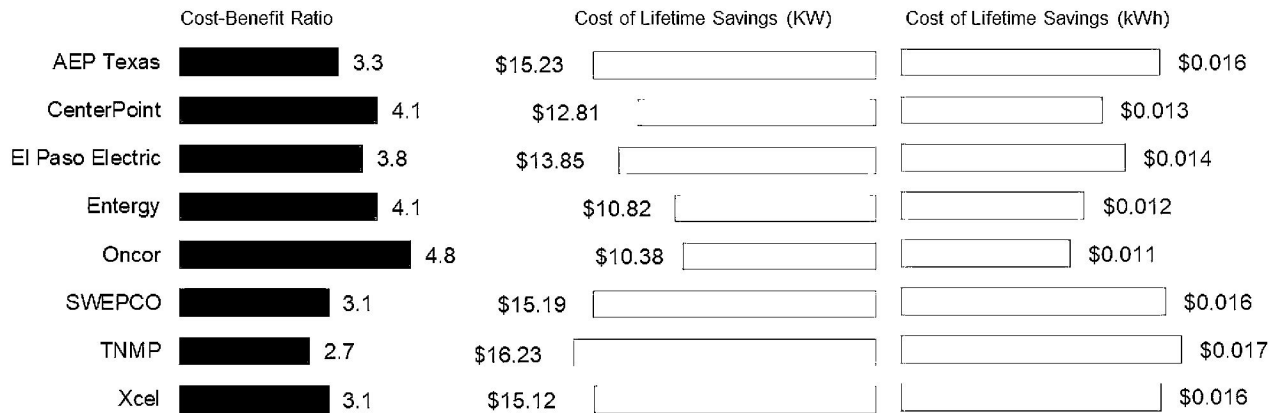 Cost-Benefit Ratio Cost of Lifetime Savings (KW) Cost of Lifetime Savings (kWh)
AEP Texas 3.3 $15.23 $0.016
CenterPoint 4.1 $12.81 $0.013
El Paso Electric 3.8 $13.85 $0.014
Entergy 4.1 $10.82 $0.012
Oncor 4.8 $10.38 $0.011
SWEPCO 3.1 $15.19 $0.016
TNMP 2.7 $16.23 $0.017
Xcel 3.1 $15.12 $0.016